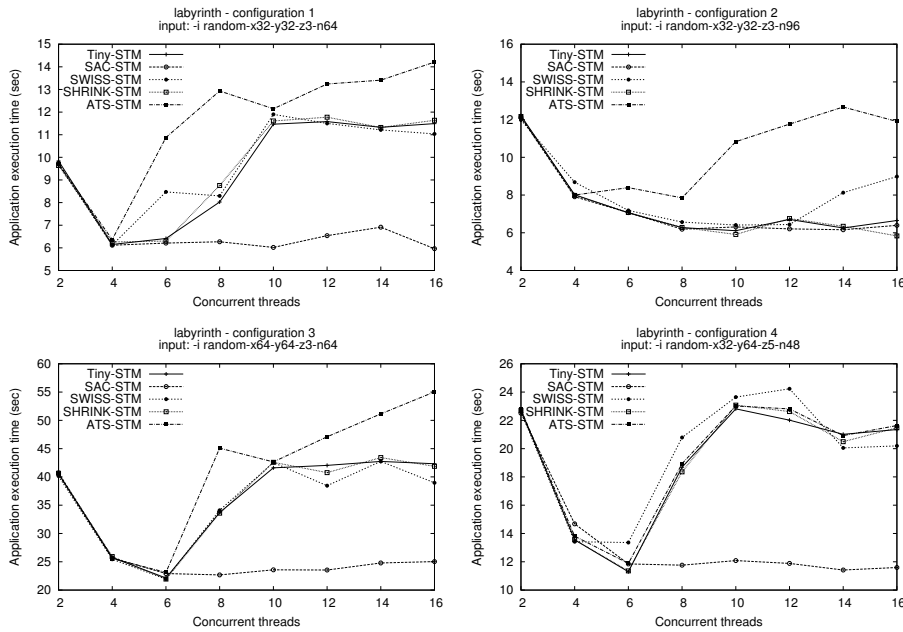 labyrinth - configuration 1
input: -i random-x32-y32-z3-n64
Application execution time (sec)
15
14
13
12
11
10
9
8
7
6
5
Tiny-STM
SAC-STM
SWISS-STM
SHRINK-STM
ATS-STM
2 4 6 8 10 12 14 16
Concurrent threads
labyrinth - configuration 2
input: -i random-x32-y32-z3-n96
Application execution time (sec)
16
14
12
10
8
6
4
Tiny-STM
SAC-STM
SWISS-STM
SHRINK-STM
ATS-STM
2 4 6 8 10 12 14 16
Concurrent threads
labyrinth - configuration 3
input: -i random-x64-y64-z3-n64
Application execution time (sec)
60
55
50
45
40
35
30
25
20
Tiny-STM
SAC-STM
SWISS-STM
SHRINK-STM
ATS-STM
2 4 6 8 10 12 14 16
Concurrent threads
labyrinth - configuration 4
input: -i random-x32-y64-z5-n48
Application execution time (sec)
26
24
22
20
18
16
14
12
10
Tiny-STM
SAC-STM
SWISS-STM
SHRINK-STM
ATS-STM
2 4 6 8 10 12 14 16
Concurrent threads